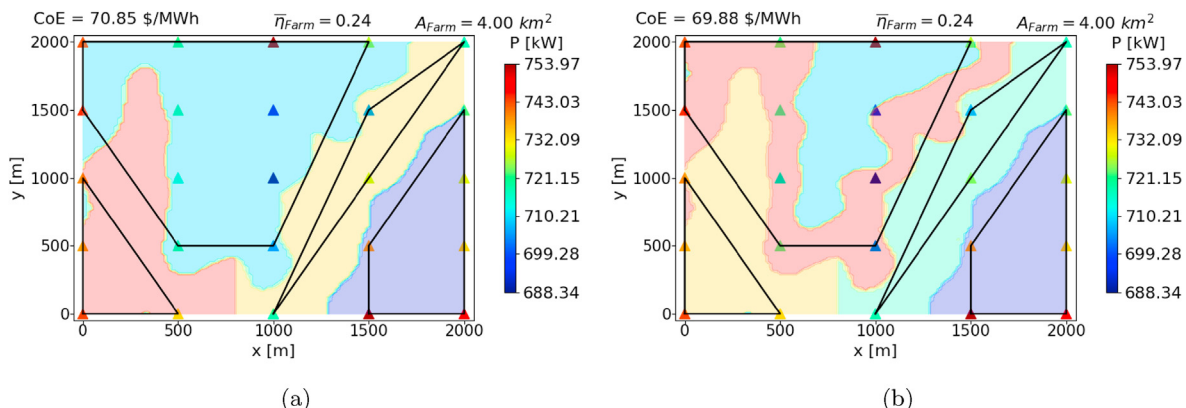 CoE = 70.85 $/MWh η̅Farm = 0.24 AFarm = 4.00 km²
P [kW]
2000
1500
1000
500
0
y [m]
0 500 1000 1500 2000
x [m]
753.97
743.03
732.09
721.15
710.21
699.28
688.34
(a)
CoE = 69.88 $/MWh η̅Farm = 0.24 AFarm = 4.00 km²
P [kW]
2000
1500
1000
500
0
y [m]
0 500 1000 1500 2000
x [m]
753.97
743.03
732.09
721.15
710.21
699.28
688.34
(b)